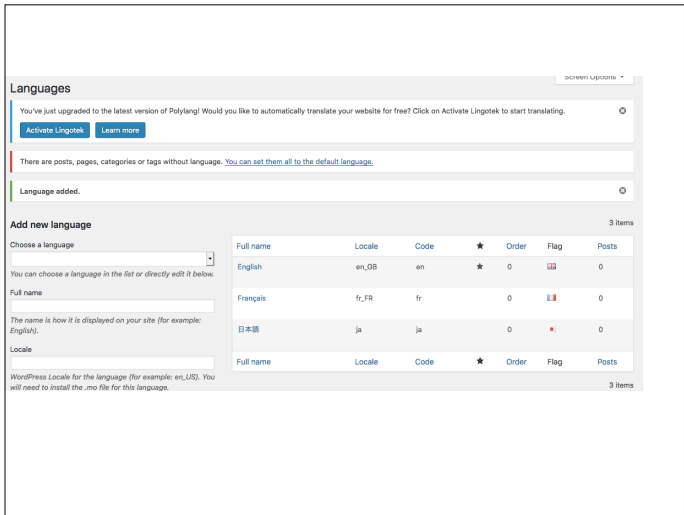 Screen Options
Languages
You've just upgraded to the latest version of Polylang! Would you like to automatically translate your website for free? Click on Activate Lingotek to start translating.
Activate Lingotek Learn more
There are posts, pages, categories or tags without language. You can set them all to the default language.
Language added.
Add new language
Choose a language
You can choose a language in the list or directly edit it below.
Full name
The name is how it is displayed on your site (for example:
English).
Locale
WordPress Locale for the language (for example: en_US). You
will need to install the .mo file for this language.
3 items
Full name Locale Code ★ Order Flag Posts
English en_GB en ★ 0 0
Français fr_FR fr 0 0
日本語 ja ja 0 0
Full name Locale Code ★ Order Flag Posts
3 items